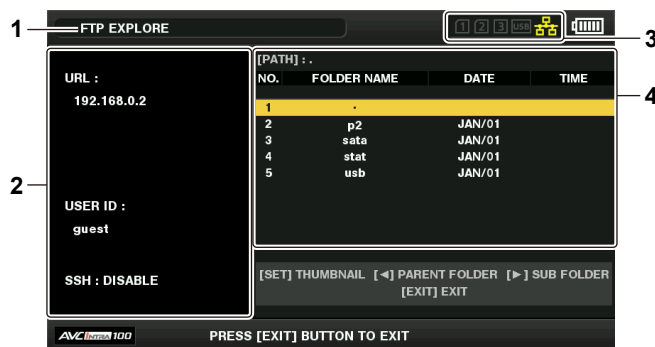 1
FTP EXPLORE
1 2 3 USB
3
[PATH] : .
URL :
NO. FOLDER NAME DATE TIME
192.168.0.2
4
1 .
2 p2 JAN/01
3 sata JAN/01
4 stat JAN/01
5 usb JAN/01
2
USER ID :
guest
SSH : DISABLE
[SET] THUMBNAIL [◄] PARENT FOLDER [►] SUB FOLDER
[EXIT] EXIT
AVC INTRA 100
PRESS [EXIT] BUTTON TO EXIT